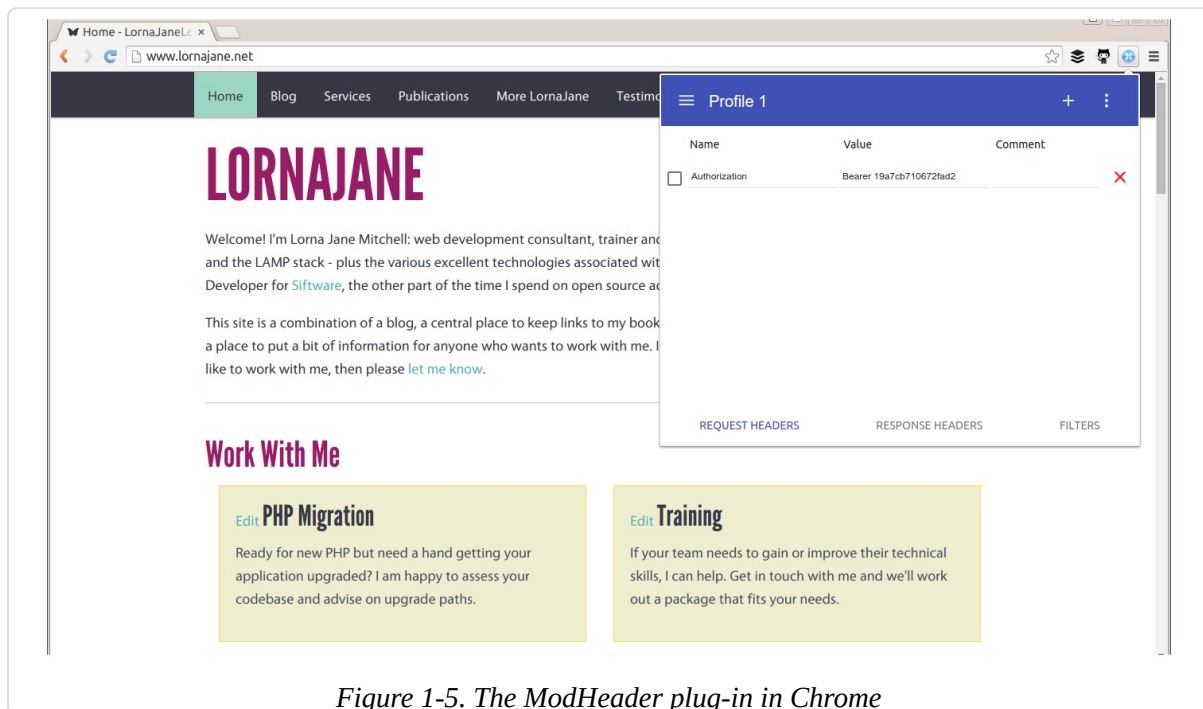 Home - LornaJaneLo
www.lornajane.net
Home Blog Services Publications More LornaJane Testimo
Profile 1
Name Value Comment
Authorization Bearer 19a7cb710672fad2
LORNAJANE
Welcome! I'm Lorna Jane Mitchell: web development consultant, trainer and
and the LAMP stack - plus the various excellent technologies associated wit
Developer for Siftware, the other part of the time I spend on open source ac
This site is a combination of a blog, a central place to keep links to my book
a place to put a bit of information for anyone who wants to work with me. I
like to work with me, then please let me know.
REQUEST HEADERS RESPONSE HEADERS FILTERS
Work With Me
Edit PHP Migration
Ready for new PHP but need a hand getting your
application upgraded? I am happy to assess your
codebase and advise on upgrade paths.
Edit Training
If your team needs to gain or improve their technical
skills, I can help. Get in touch with me and we'll work
out a package that fits your needs.
Figure 1-5. The ModHeader plug-in in Chrome